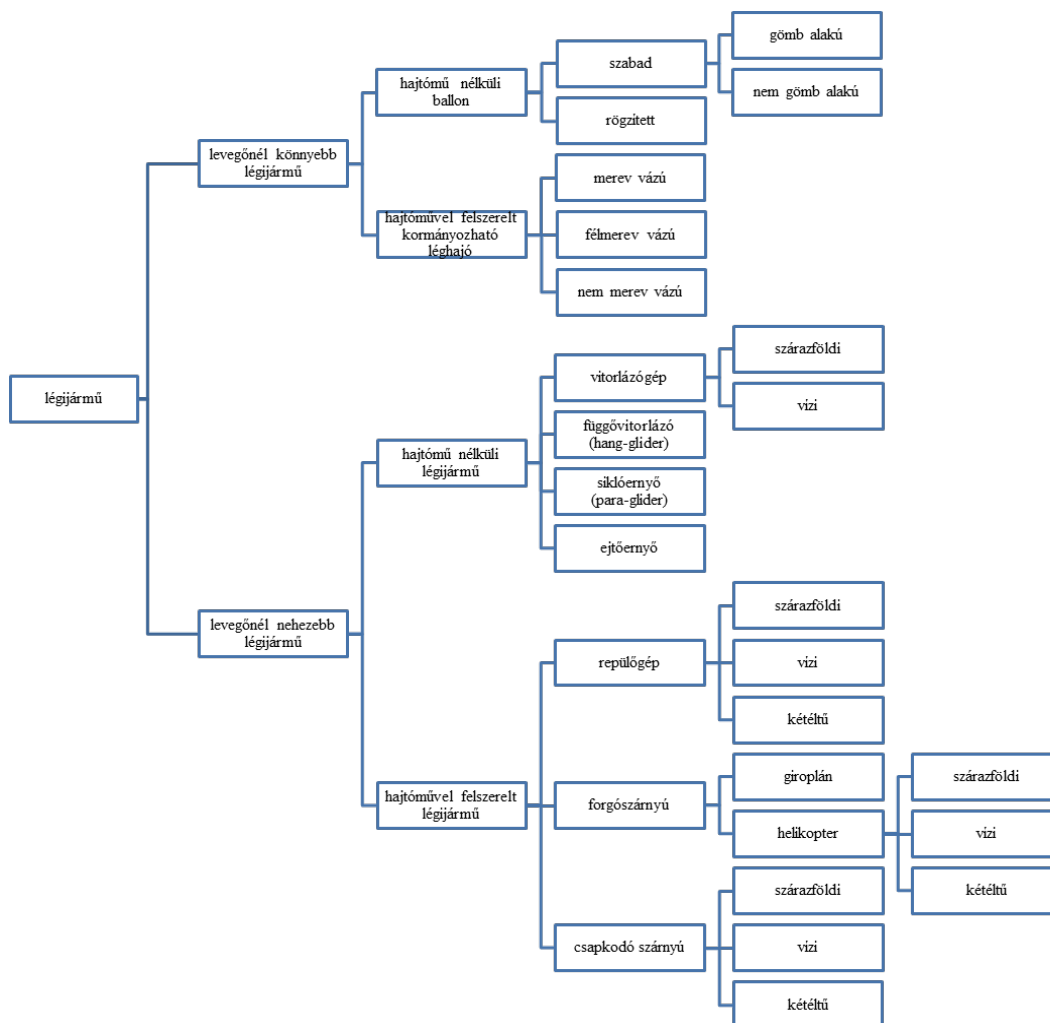 légijármű
levegőnél könnyebb
légijármű
hajtómű nélküli
ballon
szabad
gömb alakú
nem gömb alakú
rögzített
hajtóművel felszerelt
kormányozható
léghajó
merev vázú
félmerev vázú
nem merev vázú
levegőnél nehezebb
légijármű
hajtómű nélküli
légijármű
vitorlázógép
szárazföldi
vízi
függővitorlázó
(hang-glider)
siklóernyő
(para-glider)
ejtőernyő
hajtóművel felszerelt
légijármű
repülőgép
szárazföldi
vízi
kétéltű
forgószárnyú
giroplán
helikopter
szárazföldi
vizi
kétéltű
csapkodó szárnyú
szárazföldi
vízi
kétéltű